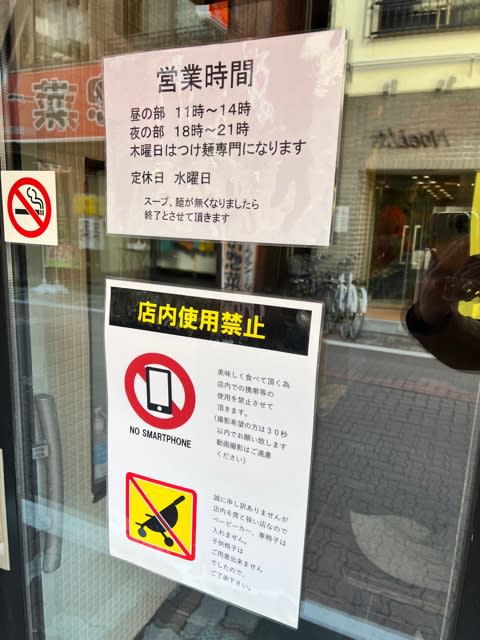 営業時間
昼の部 11時～14時
夜の部 18時～21時
木曜日はつけ麺専門になります
定休日 水曜日
スープ、麺が無くなりましたら
終了とさせて頂きます
店内使用禁止
美味しく食べて頂く為
店内での携帯等の
使用を禁止させて
頂きます。
(撮影希望の方は30秒
以内でお願い致します
動画撮影はご遠慮
ください)
NO SMARTPHONE
誠に申し訳ありませんが
店内も席と狭い店なので
ベービーカー、車椅子は
入れません。
子供椅子は
ご用意出来ません
でしたので、
ご了承下さい。